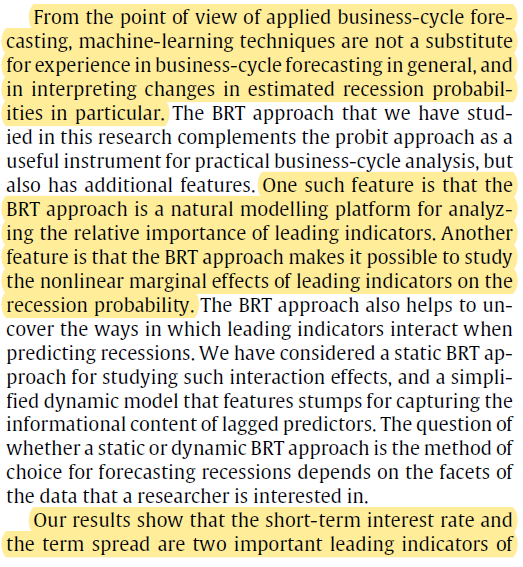 From the point of view of applied business-cycle fore-
casting, machine-learning techniques are not a substitute
for experience in business-cycle forecasting in general, and
in interpreting changes in estimated recession probabil-
ities in particular. The BRT approach that we have stud-
ied in this research complements the probit approach as a
useful instrument for practical business-cycle analysis, but
also has additional features. One such feature is that the
BRT approach is a natural modelling platform for analyz-
ing the relative importance of leading indicators. Another
feature is that the BRT approach makes it possible to study
the nonlinear marginal effects of leading indicators on the
recession probability. The BRT approach also helps to un-
cover the ways in which leading indicators interact when
predicting recessions. We have considered a static BRT ap-
proach for studying such interaction effects, and a simpli-
fied dynamic model that features stumps for capturing the
informational content of lagged predictors. The question of
whether a static or dynamic BRT approach is the method of
choice for forecasting recessions depends on the facets of
the data that a researcher is interested in.
Our results show that the short-term interest rate and
the term spread are two important leading indicators of